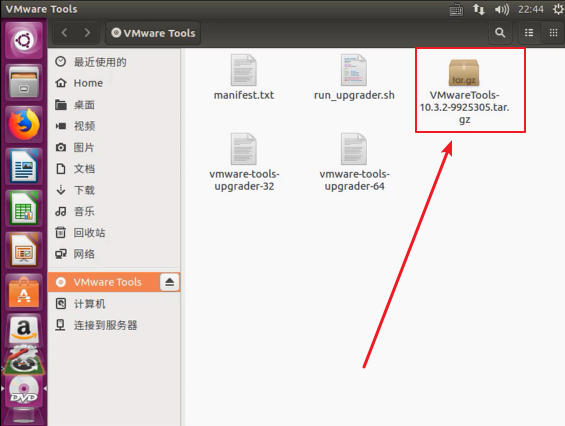 VMware Tools
22:44
VMware Tools
最近使用的
Home
桌面
视频
图片
文档
下载
音乐
回收站
网络
VMware Tools
计算机
连接到服务器
manifest.txt
run_upgrader.sh
tar.gz
VMwareTools-
10.3.2-9925305.tar.
gz
vmware-tools-
upgrader-32
vmware-tools-
upgrader-64
DVD